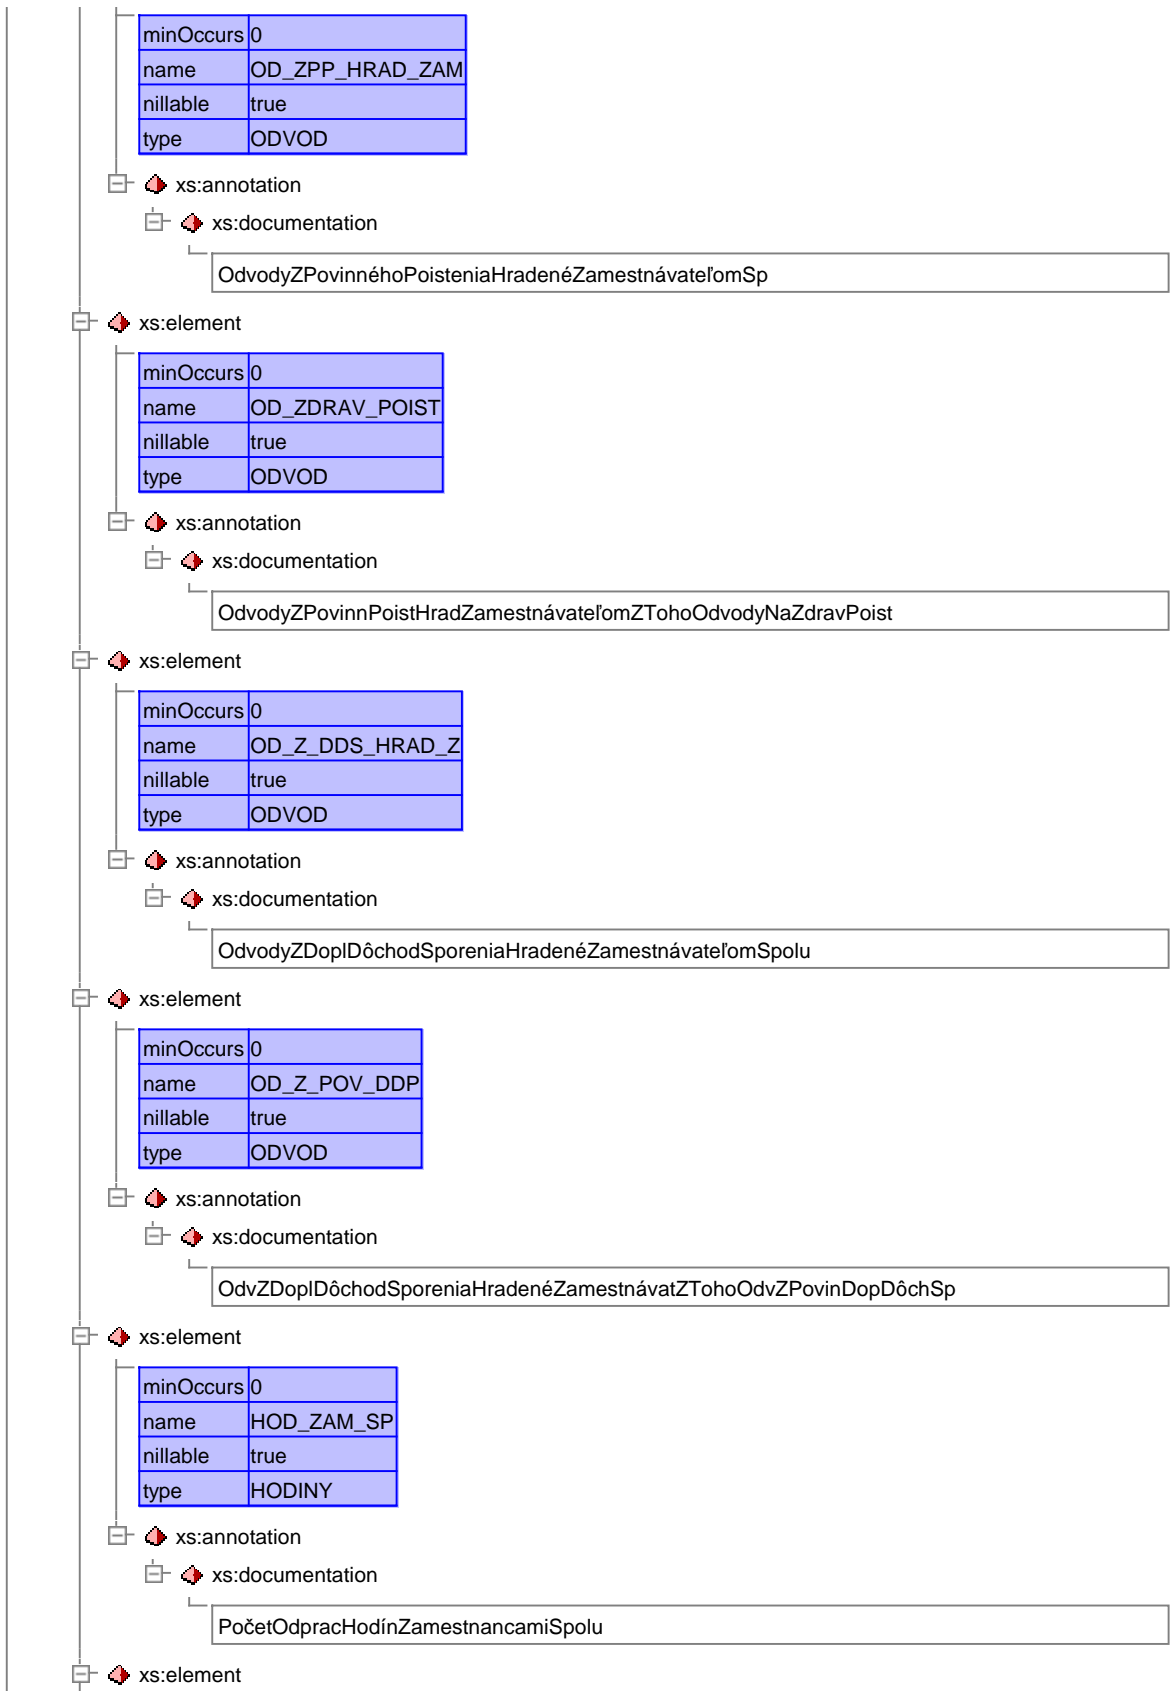 minOccurs 0
name OD_ZPP_HRAD_ZAM
nillable true
type ODVOD
xs:annotation
xs:documentation
OdvodyZPovinnéhoPoisteniaHradenéZamestnávateľomSp
xs:element
minOccurs 0
name OD_ZDRAV_POIST
nillable true
type ODVOD
xs:annotation
xs:documentation
OdvodyZPovinnPoistHradZamestnávateľomZTohoOdvodyNaZdravPoist
xs:element
minOccurs 0
name OD_Z_DDS_HRAD_Z
nillable true
type ODVOD
xs:annotation
xs:documentation
OdvodyZDoplDôchodSporeniaHradenéZamestnávateľomSpolu
xs:element
minOccurs 0
name OD_Z_POV_DDP
nillable true
type ODVOD
xs:annotation
xs:documentation
OdvZDoplDôchodSporeniaHradenéZamestnávatZTohoOdvZPovinDopDôchSp
xs:element
minOccurs 0
name HOD_ZAM_SP
nillable true
type HODINY
xs:annotation
xs:documentation
PočetOdpracHodínZamestnancamiSpolu
xs:element